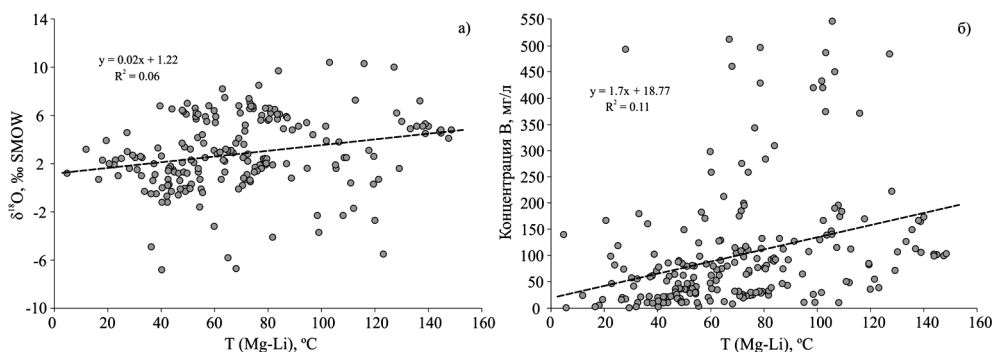 а)
y = 0.02x + 1.22
R² = 0.06
14
10
6
2
-2
-6
-10
δ¹⁸O, ‰ SMOW
0 20 40 60 80 100 120 140 160
T (Mg-Li), ºC
б)
y = 1.7x + 18.77
R² = 0.11
550
500
450
400
350
300
250
200
150
100
50
0
Концентрация В, мг/л
0 20 40 60 80 100 120 140 160
T (Mg-Li), ºC